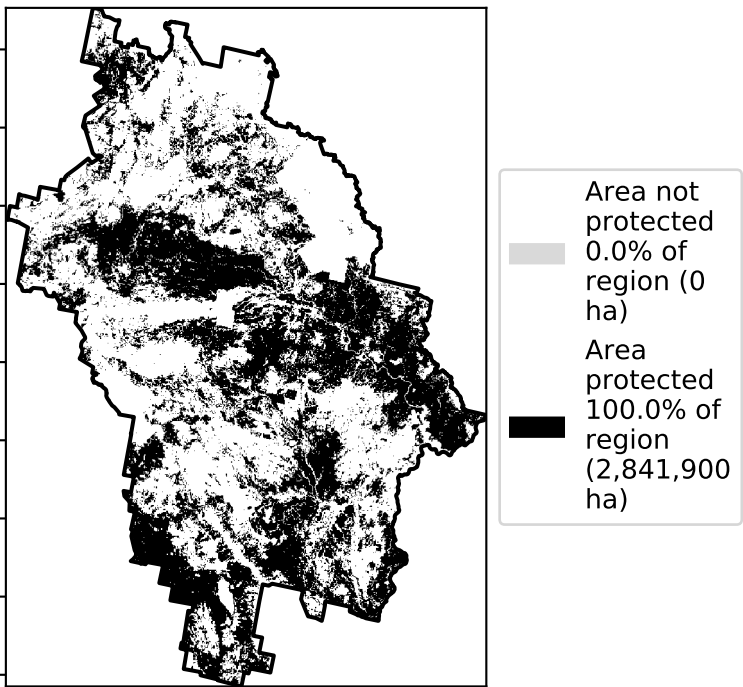 Area not
protected
0.0% of
region (0
ha)
Area
protected
100.0% of
region
(2,841,900
ha)